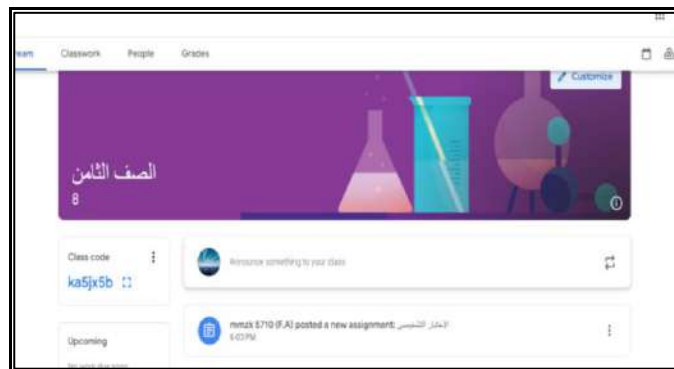 Classwork People Grades
Customize
الصف الثامن
8
Class code
ka5jx5b
Announce something to your class
mmzk 5710 (F.A) posted a new assignment: الاختبار التشخيصي
6:03 PM
Upcoming